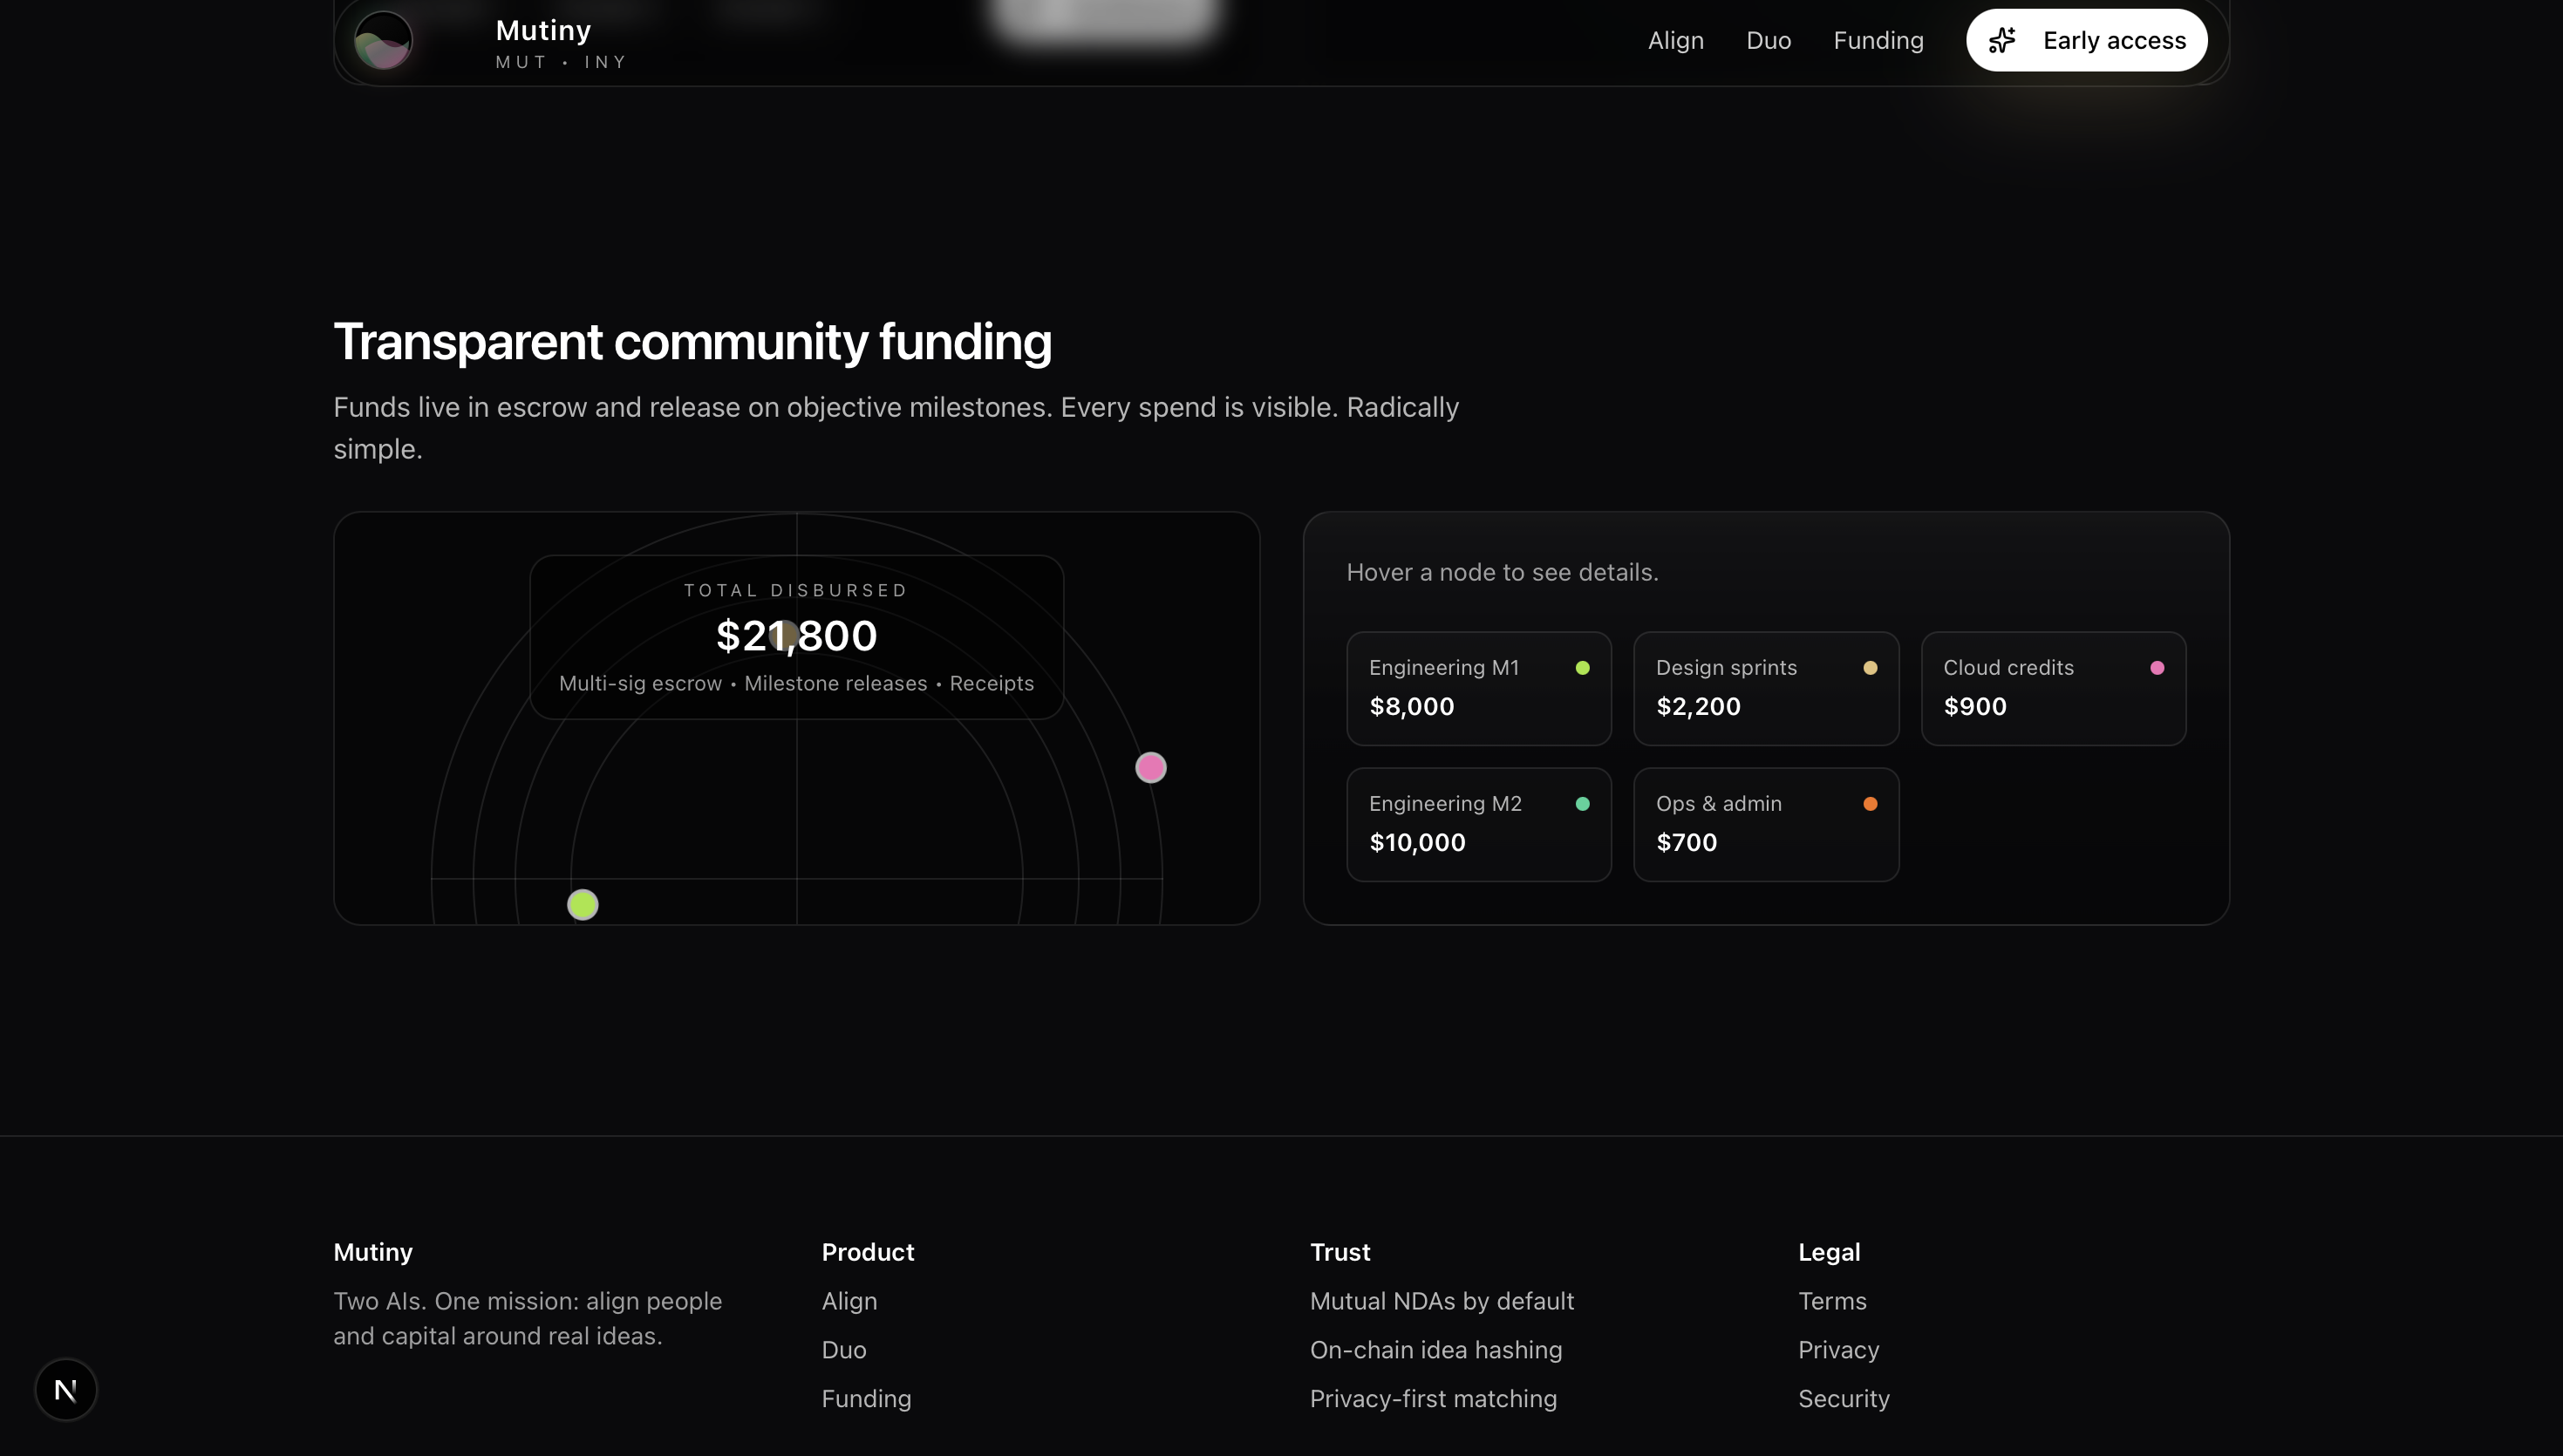 Mutiny
MUT • INY
Align
Duo
Funding
Early access
Transparent community funding
Funds live in escrow and release on objective milestones. Every spend is visible. Radically
simple.
TOTAL DISBURSED
$21,800
Multi-sig escrow • Milestone releases • Receipts
Hover a node to see details.
Engineering M1
$8,000
Design sprints
$2,200
Cloud credits
$900
Engineering M2
$10,000
Ops & admin
$700
Mutiny
Two AIs. One mission: align people
and capital around real ideas.
Product
Align
Duo
Funding
Trust
Mutual NDAs by default
On-chain idea hashing
Privacy-first matching
Legal
Terms
Privacy
Security
N